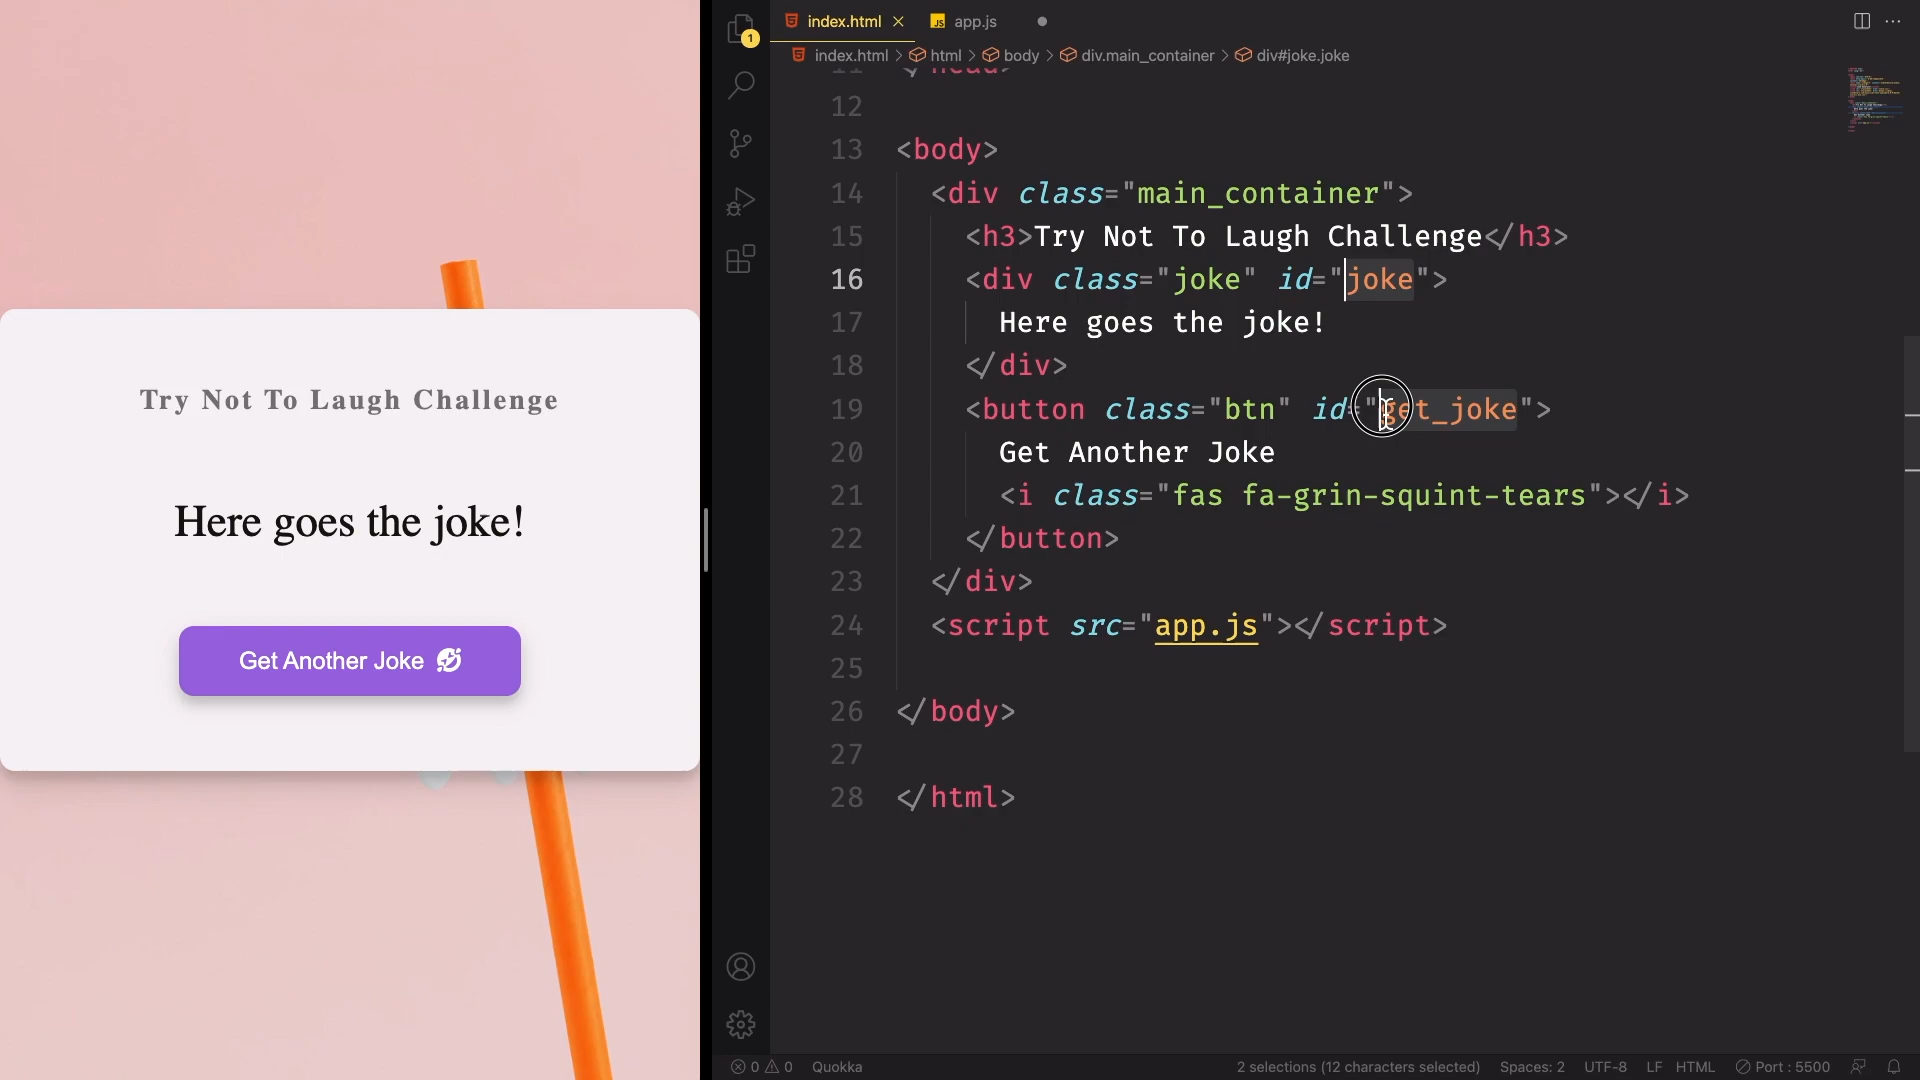 Try Not To Laugh Challenge
Here goes the joke!
Get Another Joke
1
index.html
JS app.js
index.html > html > body > div.main_container > div#joke.joke
11 </head>
12
13 <body>
14 <div class="main_container">
15 <h3>Try Not To Laugh Challenge</h3>
16 <div class="joke" id="joke">
17 Here goes the joke!
18 </div>
19 <button class="btn" id="get_joke">
20 Get Another Joke
21 <i class="fas fa-grin-squint-tears"></i>
22 </button>
23 </div>
24 <script src="app.js"></script>
25
26 </body>
27
28 </html>
0 0 Quokka 2 selections (12 characters selected) Spaces: 2 UTF-8 LF HTML Port : 5500